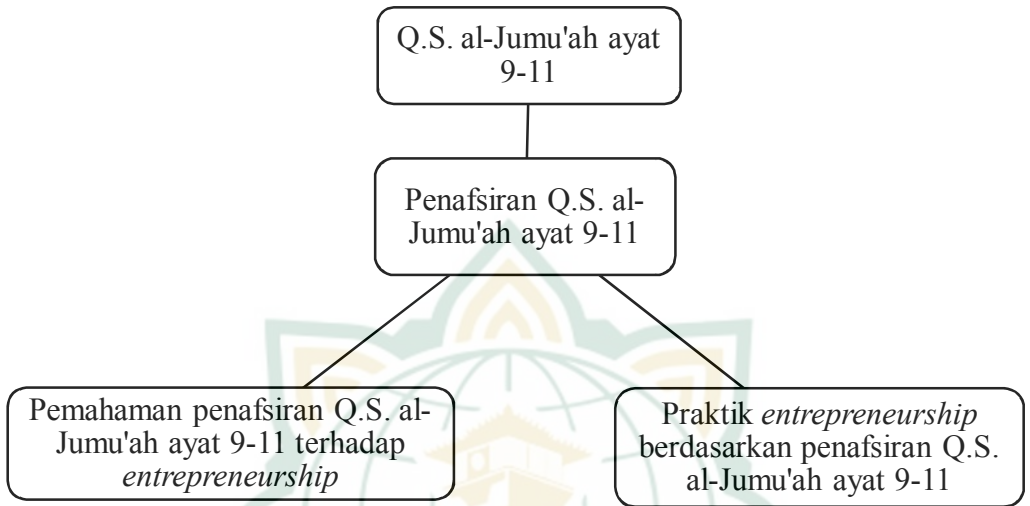 Q.S. al-Jumu'ah ayat
9-11
Penafsiran Q.S. al-
Jumu'ah ayat 9-11
Pemahaman penafsiran Q.S. al-
Jumu'ah ayat 9-11 terhadap
entrepreneurship
Praktik entrepreneurship
berdasarkan penafsiran Q.S.
al-Jumu'ah ayat 9-11